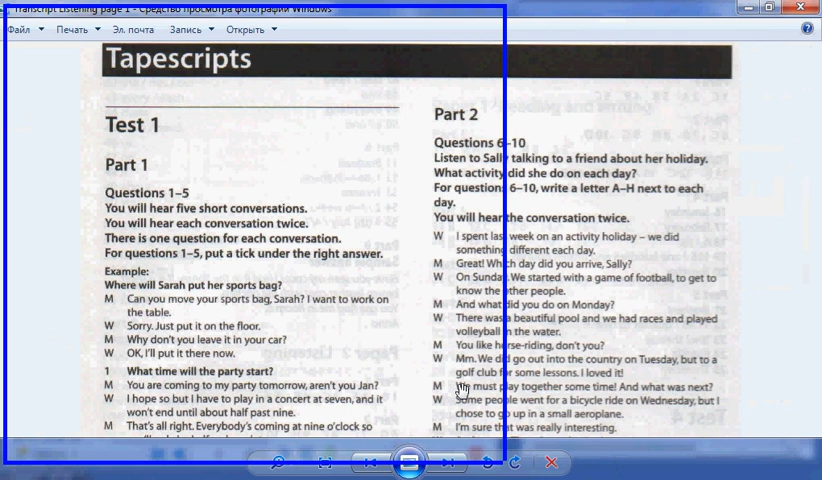 Transcript Listening page 1 - Средство просмотра фотографий Windows
Файл Печать Эл. почта Запись Открыть
Tapescripts
Test 1
Part 1
Questions 1–5
You will hear five short conversations.
You will hear each conversation twice.
There is one question for each conversation.
For questions 1–5, put a tick under the right answer.
Example:
Where will Sarah put her sports bag?
M Can you move your sports bag, Sarah? I want to work on
the table.
W Sorry. Just put it on the floor.
M Why don't you leave it in your car?
W OK, I'll put it there now.
1 What time will the party start?
M You are coming to my party tomorrow, aren't you Jan?
W I hope so but I have to play in a concert at seven, and it
won't end until about half past nine.
M That's all right. Everybody's coming at nine o'clock so
Part 2
Questions 6–10
Listen to Sally talking to a friend about her holiday.
What activity did she do on each day?
For questions 6–10, write a letter A–H next to each
day.
You will hear the conversation twice.
W I spent last week on an activity holiday – we did
something different each day.
M Great! Which day did you arrive, Sally?
W On Sunday. We started with a game of football, to get to
know the other people.
M And what did you do on Monday?
W There was a beautiful pool and we had races and played
volleyball in the water.
M You like horse-riding, don't you?
W Mm. We did go out into the country on Tuesday, but to a
golf club for some lessons. I loved it!
M We must play together some time! And what was next?
W Some people went for a bicycle ride on Wednesday, but I
chose to go up in a small aeroplane.
M I'm sure that was really interesting.